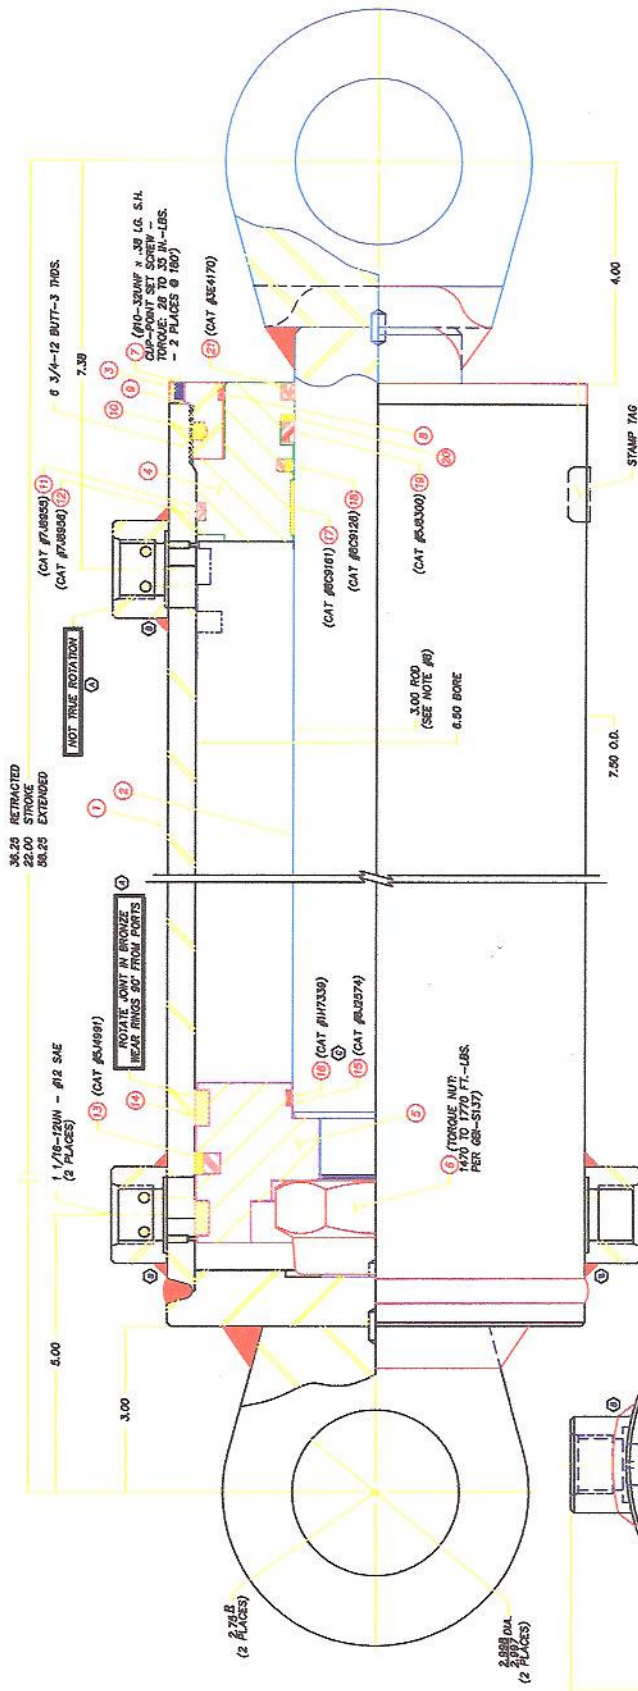 36.25 RETRACTED
22.00 STROKE
58.25 EXTENDED
1 1/16-12UN - #12 SAE
(2 PLACES)
5.00
3.00
13
(CAT #5J4991)
14
ROTATE JOINT IN BRONZE
WEAR RINGS 90° FROM PORTS
A
1
2
NOT TRUE ROTATION
A
B
B
(CAT #7J8955) 11
(CAT #7J8956) 12
6 3/4-12 BUTT-3 THDS.
7.38
4
10
9
3
7
(#10-32UNF x .38 LG. S.H.
CUP-POINT SET SCREW -
TORQUE: 28 TO 35 IN.-LBS.
- 2 PLACES @ 180°)
21 (CAT #3E4170)
16 (CAT #1H7339)
C
15 (CAT #8J2574)
5
6 (TORQUE NUT:
1470 TO 1770 FT.-LBS.
PER GBI-S137)
(CAT #8C9161) 17
(CAT #8C9126) 18
(CAT #5J8300) 19
20
8
3.00 ROD
(SEE NOTE #8)
6.50 BORE
7.50 O.D.
4.00
STAMP TAG
2.75 R
(2 PLACES)
2.998 DIA.
2.997
(2 PLACES)
B
B